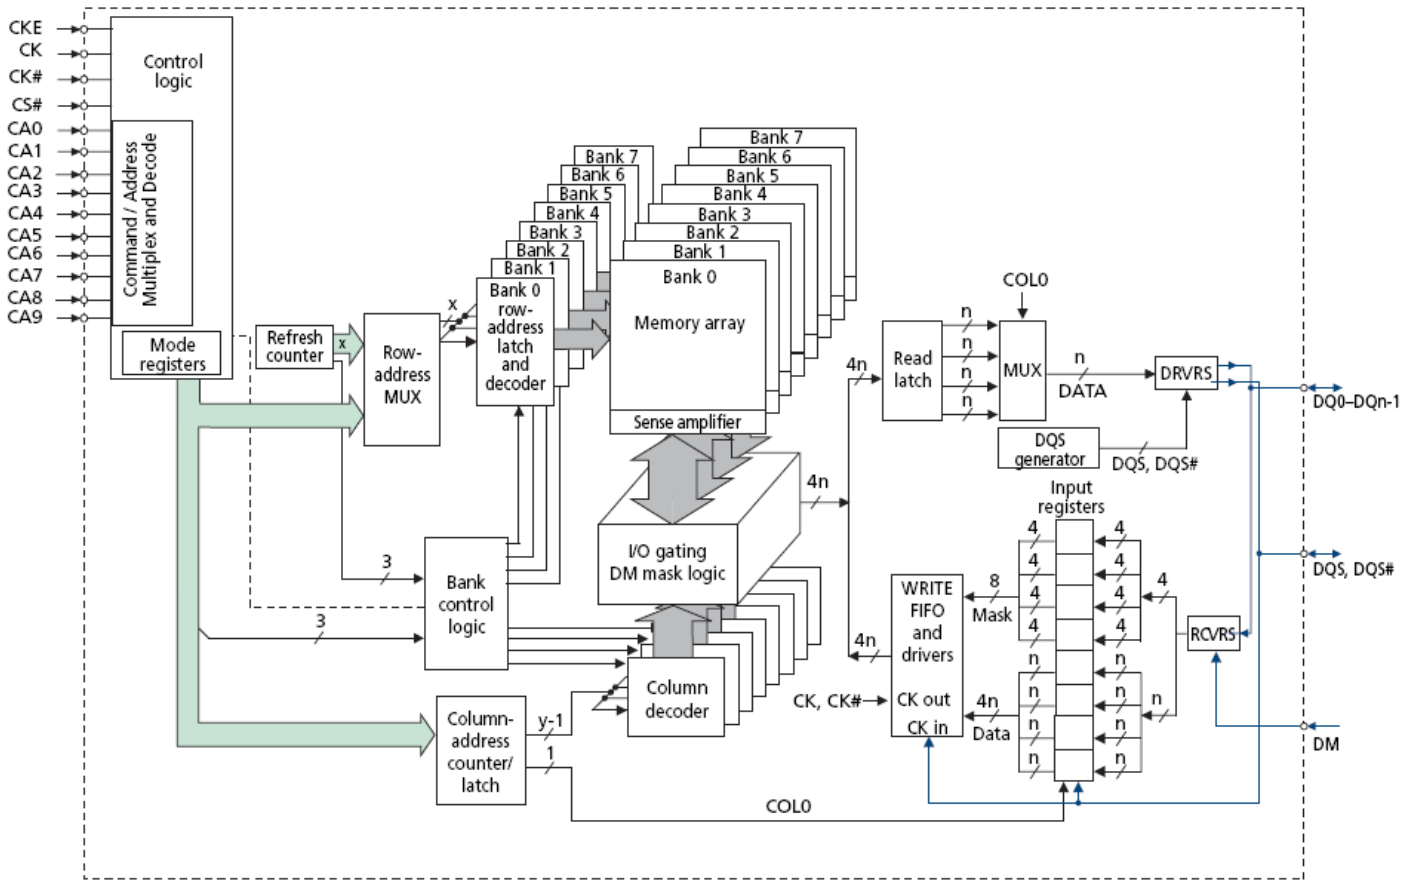 CKE
CK
CK#
CS#
CA0
CA1
CA2
CA3
CA4
CA5
CA6
CA7
CA8
CA9
Control
logic
Command / Address
Multiplex and Decode
Mode
registers
Refresh
counter
x
Row-
address
MUX
x
3
3
Bank 7
Bank 6
Bank 5
Bank 4
Bank 3
Bank 2
Bank 1
Bank 0
row-
address
latch
and
decoder
Bank 7
Bank 6
Bank 5
Bank 4
Bank 3
Bank 2
Bank 1
Bank 0
Memory array
Sense amplifier
Bank
control
logic
I/O gating
DM mask logic
Column
decoder
Column-
address
counter/
latch
y-1
1
COL0
4n
4n
4n
Read
latch
n
n
n
n
COL0
MUX
n
DATA
DRVRS
DQS
generator
DQS, DQS#
Input
registers
4
4
4
4
n
n
n
n
4
4
4
4
n
n
n
n
8
Mask
4n
Data
WRITE
FIFO
and
drivers
CK out
CK in
CK, CK#
4
n
RCVRS
DQ0–DQn-1
DQS, DQS#
DM